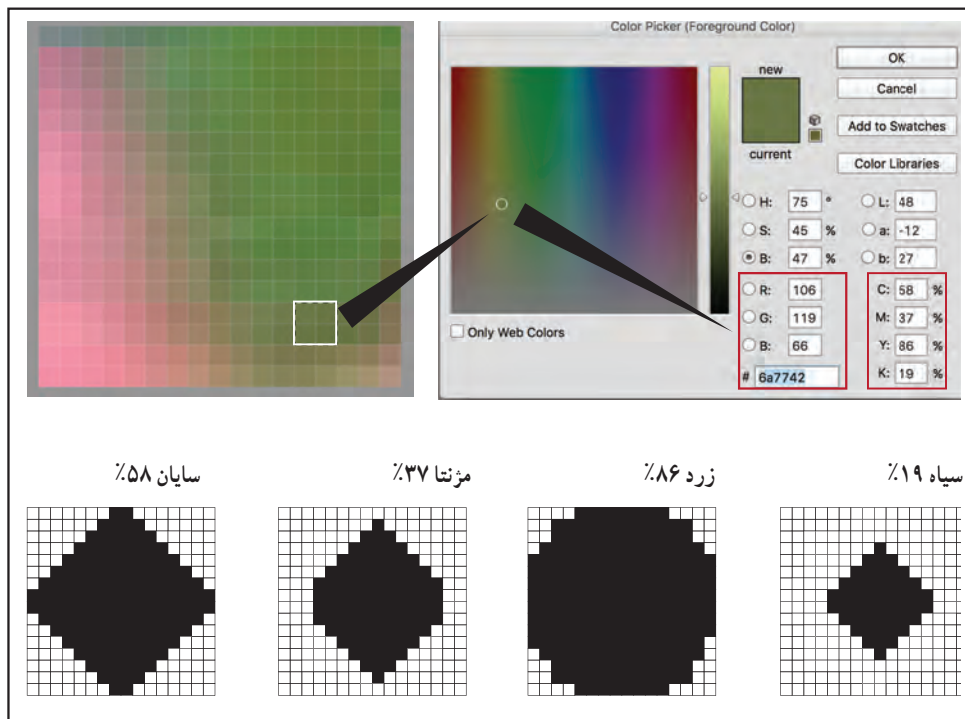 Color Picker (Foreground Color)
new
current
OK
Cancel
Add to Swatches
Color Libraries
H: 75 °
S: 45 %
B: 47 %
R: 106
G: 119
B: 66
# 6a7742
L: 48
a: -12
b: 27
C: 58 %
M: 37 %
Y: 86 %
K: 19 %
Only Web Colors
سیاه ۱۹٪
زرد ۸۶٪
مژنتا ۳۷٪
سایان ۵۸٪